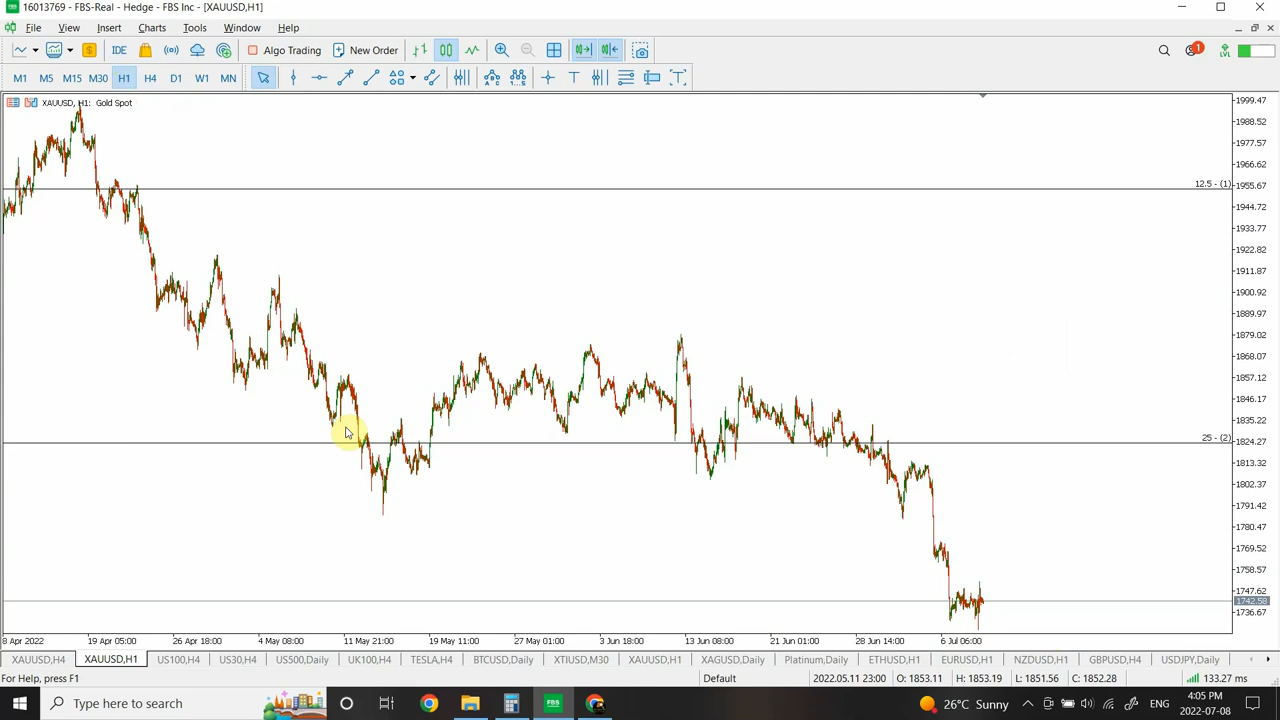 16013769 - FBS-Real - Hedge - FBS Inc - [XAUUSD,H1]
File View Insert Charts Tools Window Help
IDE Algo Trading New Order 1 LVL
M1 M5 M15 M30 H1 H4 D1 W1 MN
XAUUSD, H1: Gold Spot
1999.47
1988.52
1977.57
1966.62
12.5 - (1)
1955.67
1944.72
1933.77
1922.82
1911.87
1900.92
1889.97
1879.02
1868.07
1857.12
1846.17
1835.22
25 - (2)
1824.27
1813.32
1802.37
1791.42
1780.47
1769.52
1758.57
1747.62
1742.58
1736.67
8 Apr 2022 19 Apr 05:00 26 Apr 18:00 4 May 08:00 11 May 21:00 19 May 11:00 27 May 01:00 3 Jun 18:00 13 Jun 08:00 21 Jun 01:00 28 Jun 14:00 6 Jul 06:00
XAUUSD,H4 XAUUSD,H1 US100,H4 US30,H4 US500,Daily UK100,H4 TESLA,H4 BTCUSD,Daily XTIUSD,M30 XAUUSD,H1 XAGUSD,Daily Platinum,Daily ETHUSD,H1 EURUSD,H1 NZDUSD,H1 GBPUSD,H4 USDJPY,Daily
For Help, press F1 Default 2022.05.11 23:00 O: 1853.11 H: 1853.19 L: 1851.56 C: 1852.28 133.27 ms
Type here to search 26°C Sunny ENG 4:05 PM 2022-07-08